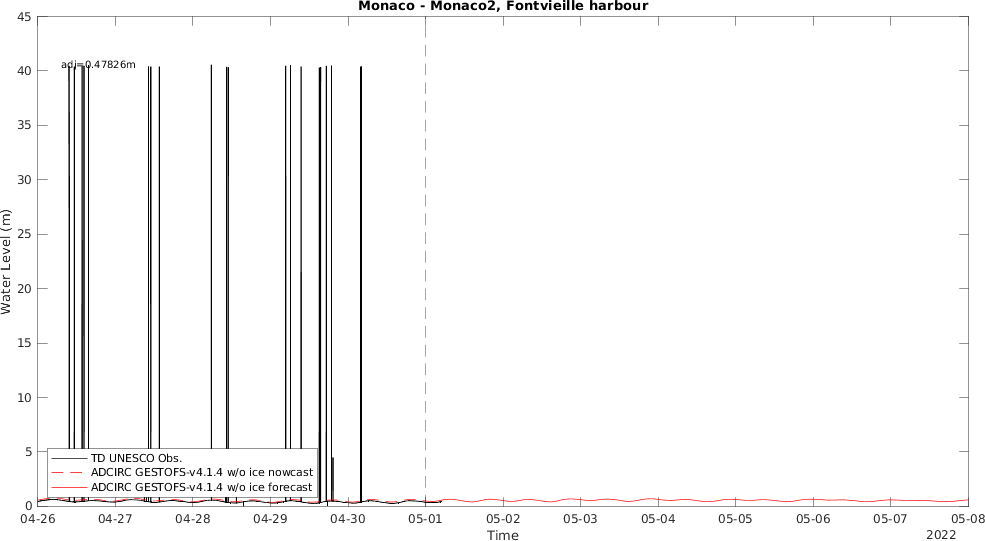 Monaco - Monaco2, Fontvieille harbour
adj=0.47826m
Water Level (m)
45
40
35
30
25
20
15
10
5
0
TD UNESCO Obs.
ADCIRC GESTOFS-v4.1.4 w/o ice nowcast
ADCIRC GESTOFS-v4.1.4 w/o ice forecast
04-26 04-27 04-28 04-29 04-30 05-01 05-02 05-03 05-04 05-05 05-06 05-07 05-08
Time
2022